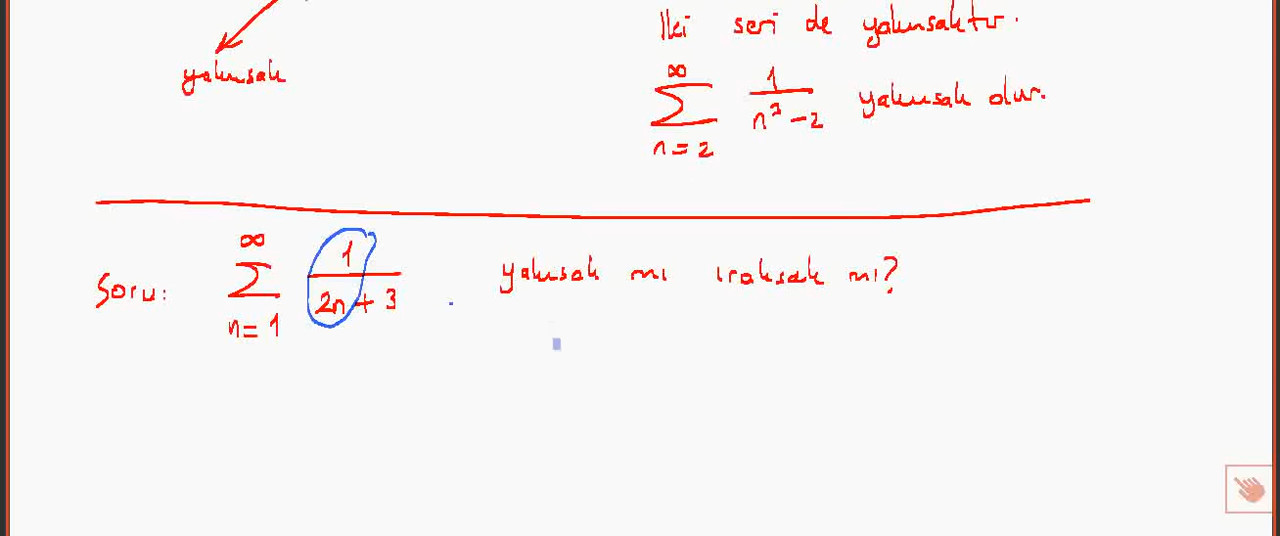 İki seri de yakınsaktır.
yakınsak
∞
∑ 1/(n²-2) yakınsak olur.
n=2
∞
Soru: ∑ 1/(2n+3) yakınsak mı ıraksak mı?
n=1